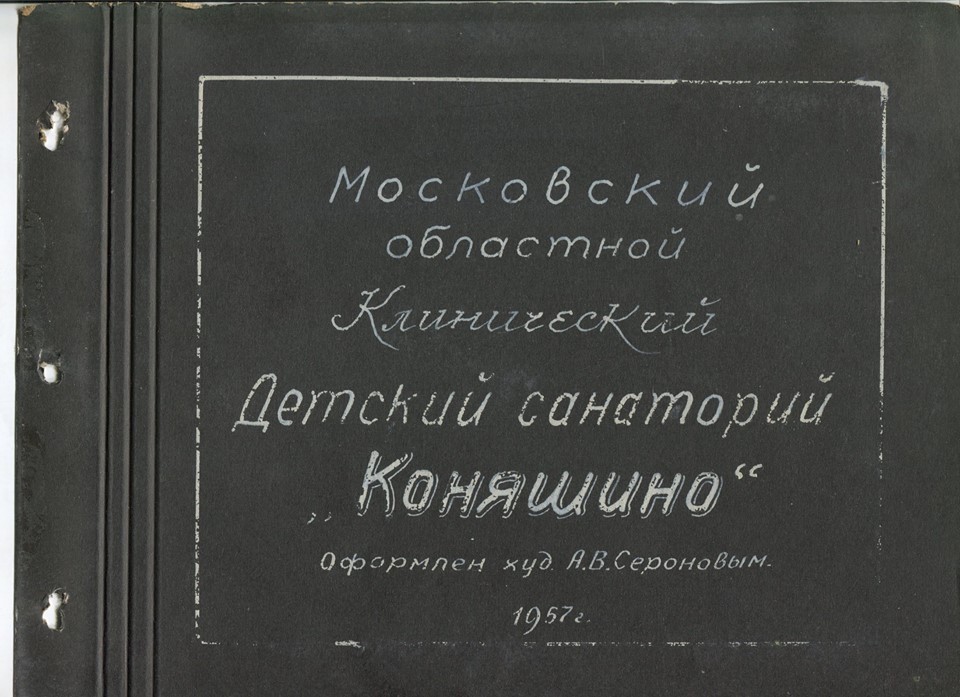 Московский
областной
Клинический
Детский санаторий
„Коняшино“
Оформлен худ. А.В.Сероновым.
1957г.